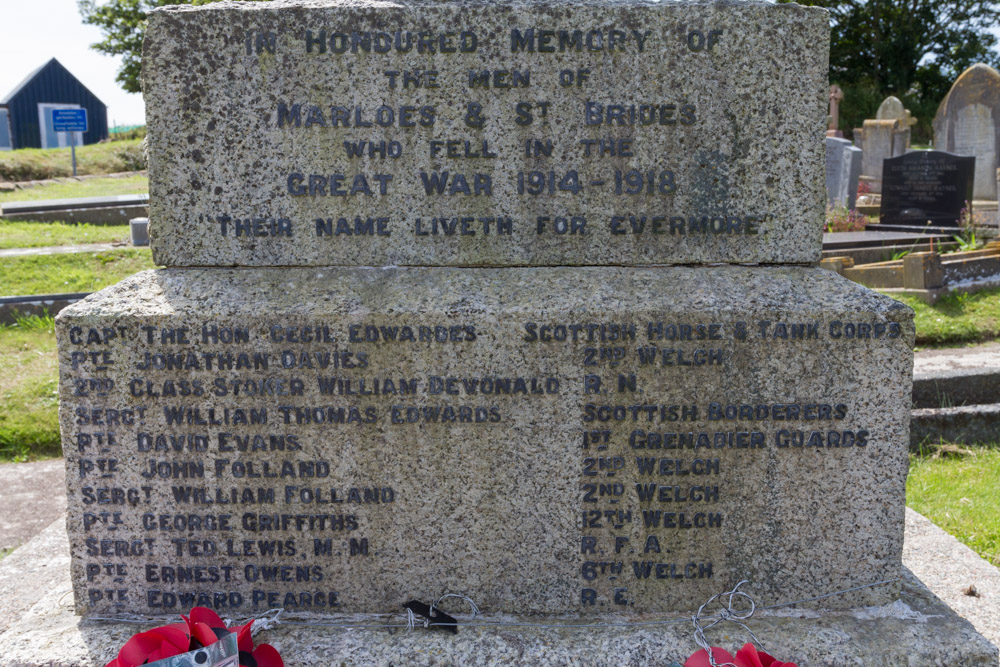 IN HONOURED MEMORY OF
THE MEN OF
MARLOES & ST BRIDES
WHO FELL IN THE
GREAT WAR 1914-1918
"THEIR NAME LIVETH FOR EVERMORE"
CAPT THE HON CECIL EDWARDES SCOTTISH HORSE & TANK CORPS
PTE JONATHAN DAVIES 2ND WELCH
2ND CLASS STOKER WILLIAM DEVONALD R.N.
SERGT WILLIAM THOMAS EDWARDS SCOTTISH BORDERERS
PTE DAVID EVANS 1ST GRENADIER GUARDS
PTE JOHN FOLLAND 2ND WELCH
SERGT WILLIAM FOLLAND 2ND WELCH
PTE GEORGE GRIFFITHS 12TH WELCH
SERGT TED LEWIS. M.M. R.F.A.
PTE ERNEST OWENS 6TH WELCH
PTE EDWARD PEARCE R.E.